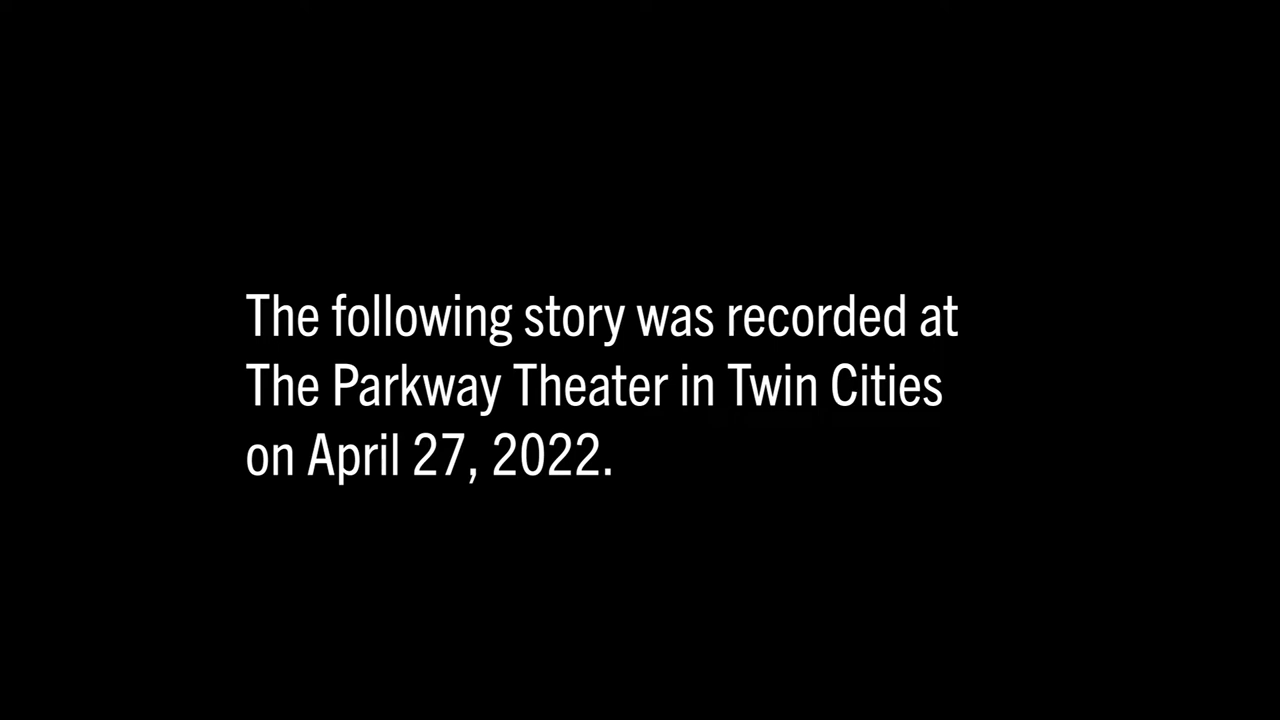 The following story was recorded at
The Parkway Theater in Twin Cities
on April 27, 2022.